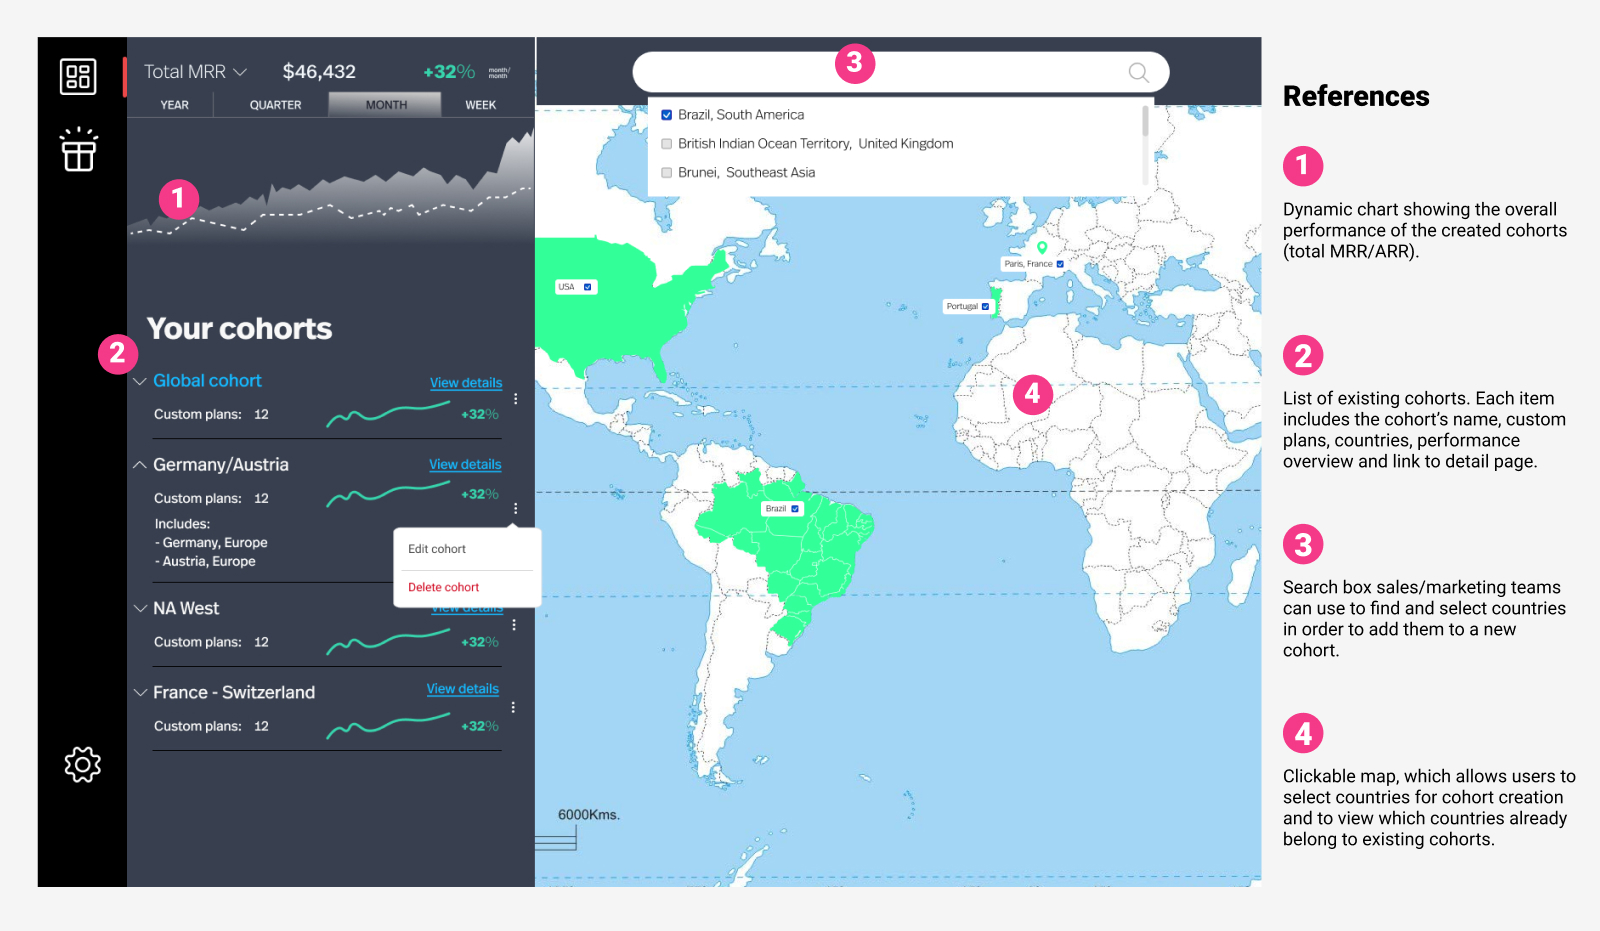 Total MRR
$46,432
+32%
month/
month
YEAR
QUARTER
MONTH
WEEK
1
Your cohorts
2
Global cohort
View details
Custom plans: 12
+32%
Germany/Austria
View details
Custom plans: 12
+32%
Includes:
- Germany, Europe
- Austria, Europe
Edit cohort
Delete cohort
NA West
View details
Custom plans: 12
+32%
France - Switzerland
View details
Custom plans: 12
+32%
3
Brazil, South America
British Indian Ocean Territory, United Kingdom
Brunei, Southeast Asia
USA
Paris, France
Portugal
4
Brazil
6000Kms.
References
1
Dynamic chart showing the overall
performance of the created cohorts
(total MRR/ARR).
2
List of existing cohorts. Each item
includes the cohort’s name, custom
plans, countries, performance
overview and link to detail page.
3
Search box sales/marketing teams
can use to find and select countries
in order to add them to a new
cohort.
4
Clickable map, which allows users to
select countries for cohort creation
and to view which countries already
belong to existing cohorts.